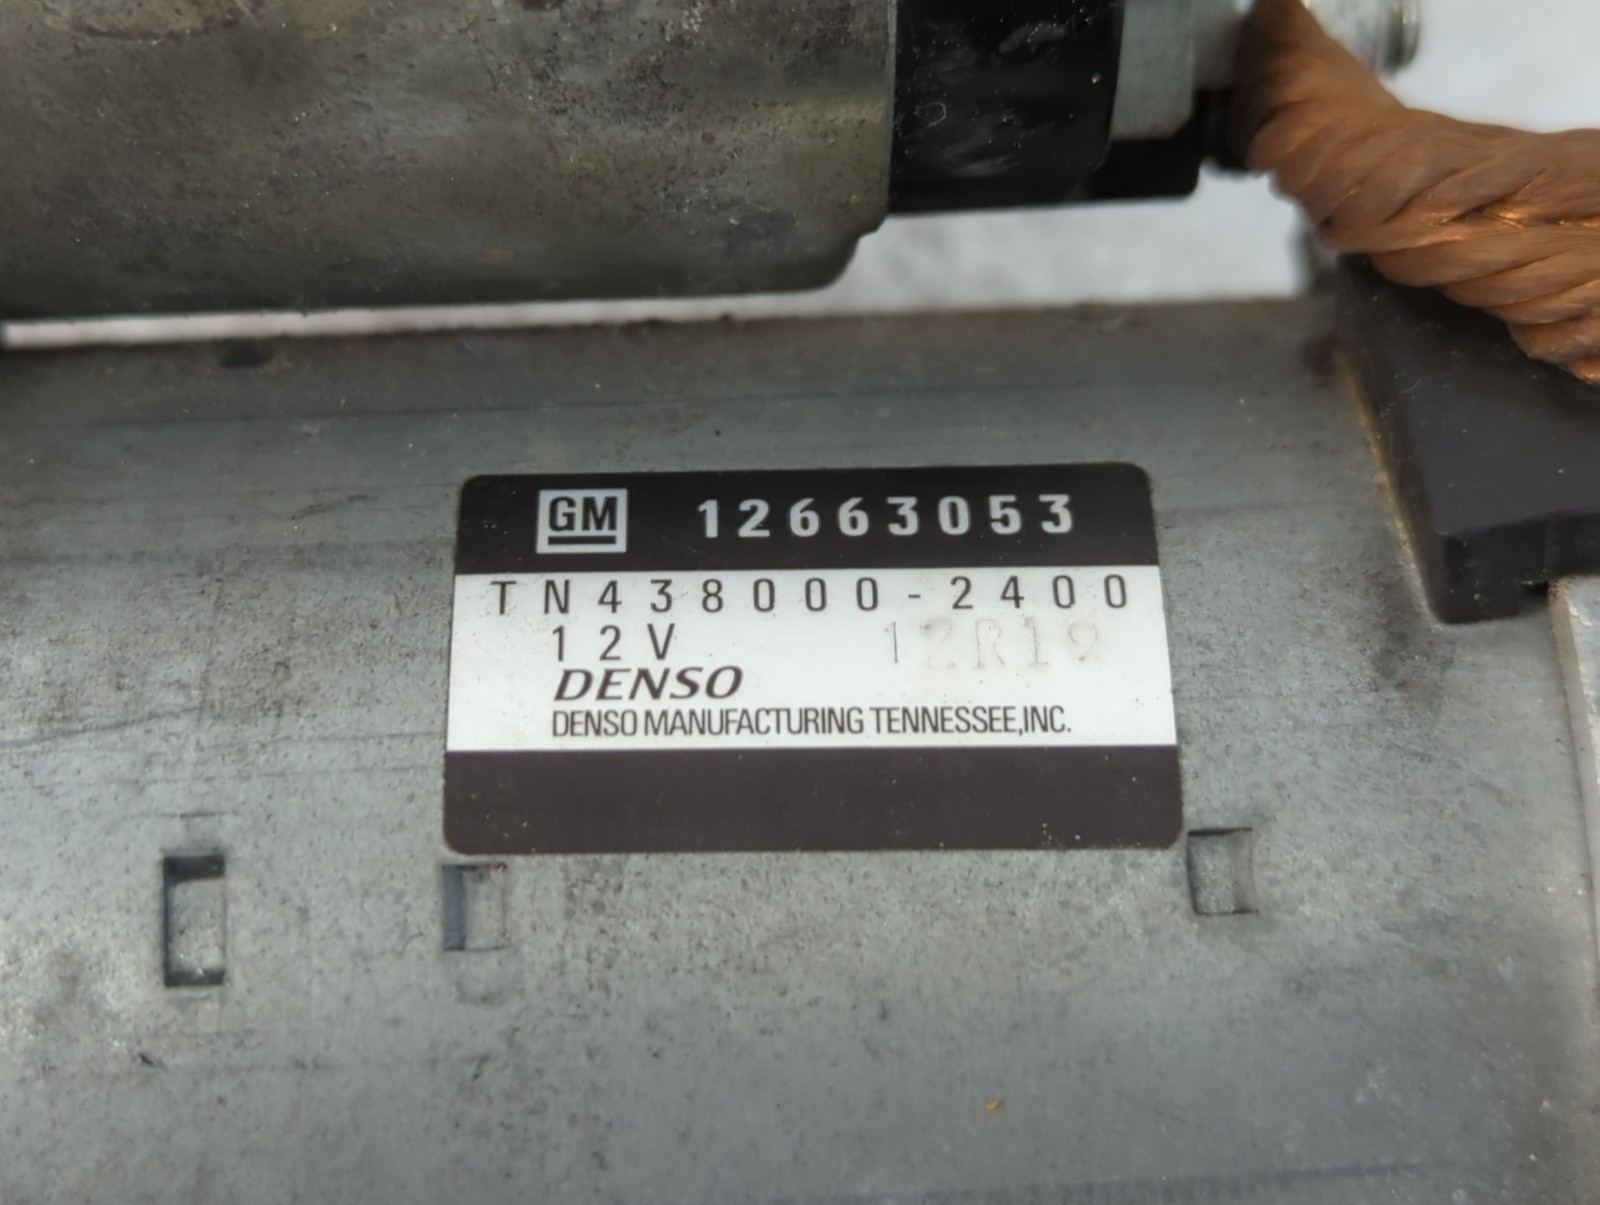 GM 12663053
TN438000-2400
12V 12R19
DENSO
DENSO MANUFACTURING TENNESSEE,INC.